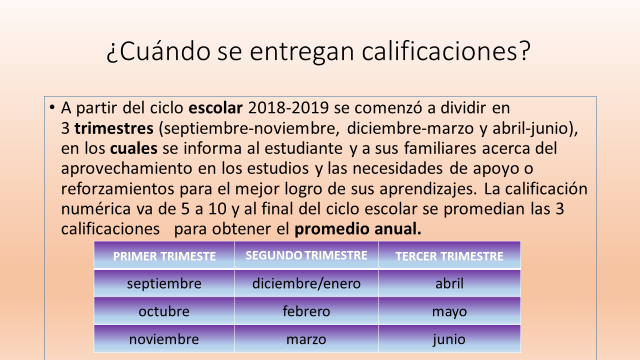 ¿Cuándo se entregan calificaciones?
• A partir del ciclo escolar 2018-2019 se comenzó a dividir en
3 trimestres (septiembre-noviembre, diciembre-marzo y abril-junio),
en los cuales se informa al estudiante y a sus familiares acerca del
aprovechamiento en los estudios y las necesidades de apoyo o
reforzamientos para el mejor logro de sus aprendizajes. La calificación
numérica va de 5 a 10 y al final del ciclo escolar se promedian las 3
calificaciones para obtener el promedio anual.
PRIMER TRIMESTE SEGUNDO TRIMESTRE TERCER TRIMESTRE
septiembre diciembre/enero abril
octubre febrero mayo
noviembre marzo junio